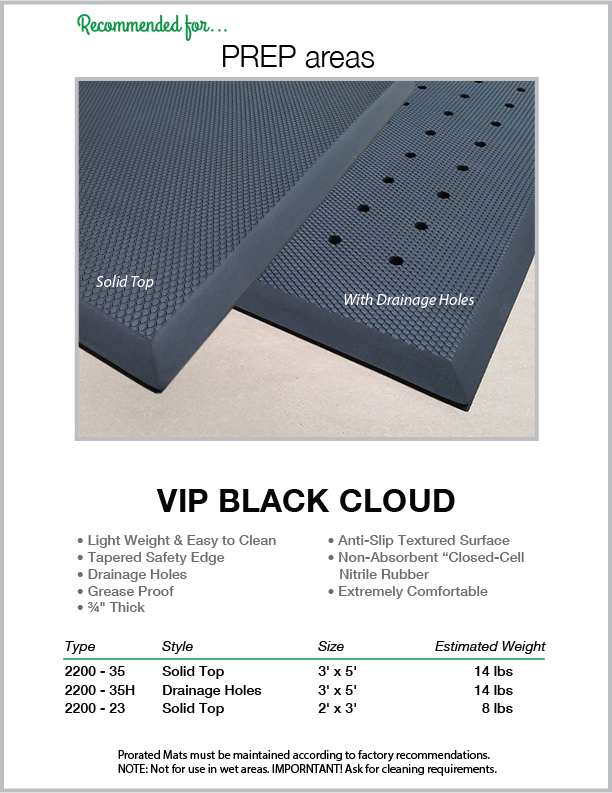 Recommended for...
PREP areas
Solid Top
With Drainage Holes
VIP BLACK CLOUD
• Light Weight & Easy to Clean
• Tapered Safety Edge
• Drainage Holes
• Grease Proof
• ¾" Thick
• Anti-Slip Textured Surface
• Non-Absorbent “Closed-Cell
Nitrile Rubber
• Extremely Comfortable
Type Style Size Estimated Weight
2200 - 35 Solid Top 3' x 5' 14 lbs
2200 - 35H Drainage Holes 3' x 5' 14 lbs
2200 - 23 Solid Top 2' x 3' 8 lbs
Prorated Mats must be maintained according to factory recommendations.
NOTE: Not for use in wet areas. IMPORNTANT! Ask for cleaning requirements.